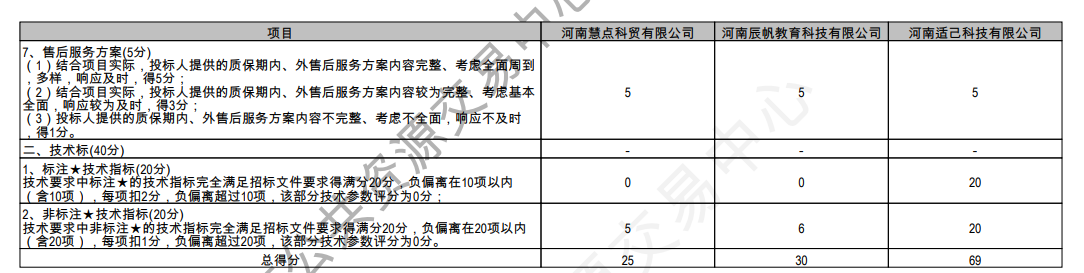 项目 河南慧点科贸有限公司 河南辰帆教育科技有限公司 河南适己科技有限公司
7、售后服务方案(5分)
（1）结合项目实际，投标人提供的质保期内、外售后服务方案内容完整、考虑全面周到
，多样，响应及时，得5分；
（2）结合项目实际，投标人提供的质保期内、外售后服务方案内容较为完整、考虑基本
全面，响应较为及时，得3分；
（3）投标人提供的质保期内、外售后服务方案内容不完整、考虑不全面，响应不及时
，得1分。
5 5 5
二、技术标(40分) - - -
1、标注★技术指标(20分)
技术要求中标注★的技术指标完全满足招标文件要求得满分20分，负偏离在10项以内
（含10项），每项扣2分，负偏离超过10项，该部分技术参数评分为0分；
0 0 20
2、非标注★技术指标(20分)
技术要求中非标注★的技术指标完全满足招标文件要求得满分20分，负偏离在20项以内
（含20项），每项扣1分，负偏离超过20项，该部分技术参数评分为0分。
5 6 20
总得分 25 30 69
公共资源交易中心
易中心